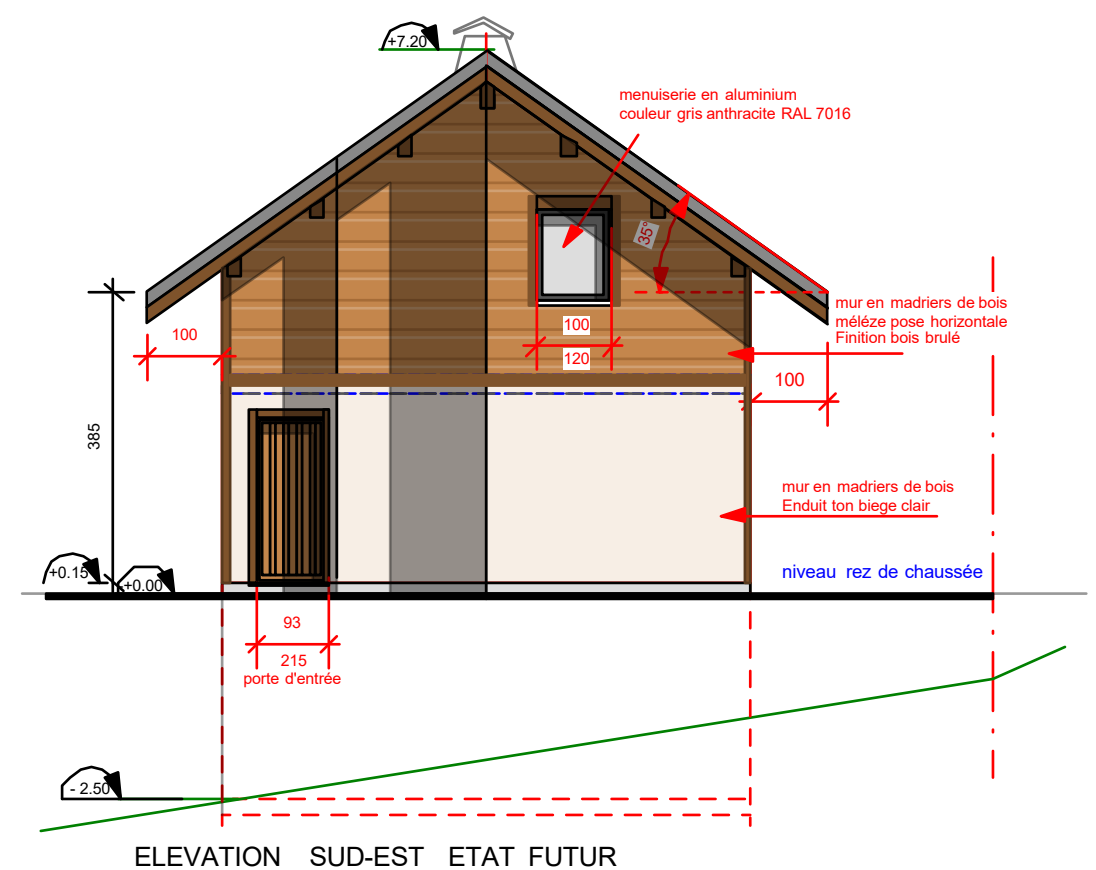 +7.20
menuiserie en aluminium
couleur gris anthracite RAL 7016
35°
mur en madriers de bois
méléze pose horizontale
Finition bois brulé
100
100
120
100
385
mur en madriers de bois
Enduit ton biege clair
+0.15
+0.00
niveau rez de chaussée
93
215
porte d'entrée
- 2.50
ELEVATION SUD-EST ETAT FUTUR